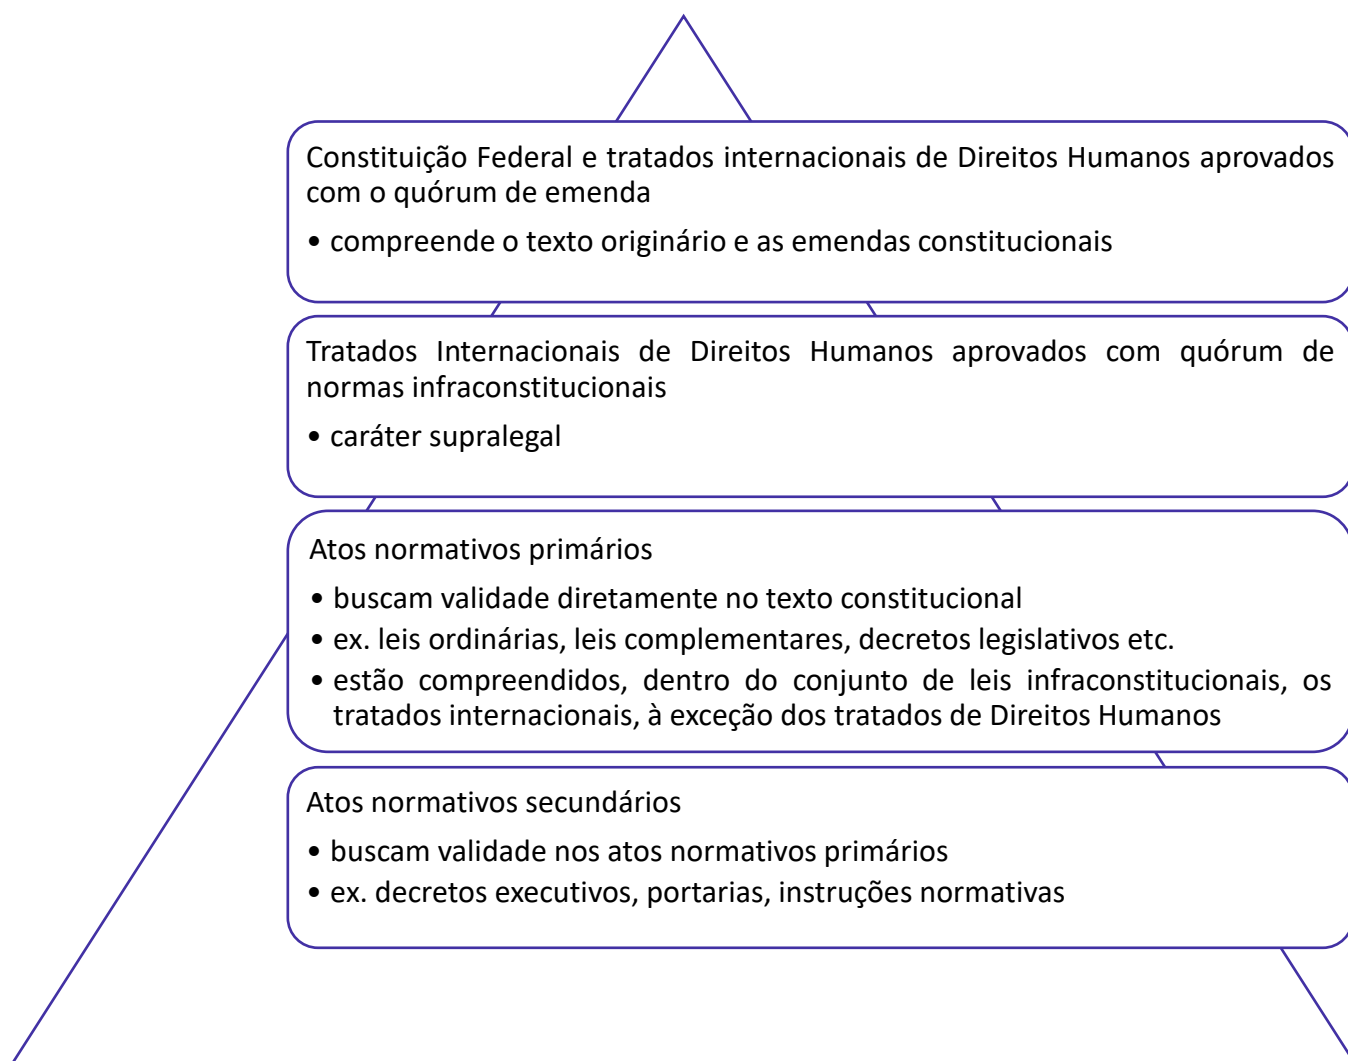 Constituição Federal e tratados internacionais de Direitos Humanos aprovados
com o quórum de emenda
• compreende o texto originário e as emendas constitucionais
Tratados Internacionais de Direitos Humanos aprovados com quórum de
normas infraconstitucionais
• caráter supralegal
Atos normativos primários
• buscam validade diretamente no texto constitucional
• ex. leis ordinárias, leis complementares, decretos legislativos etc.
• estão compreendidos, dentro do conjunto de leis infraconstitucionais, os
tratados internacionais, à exceção dos tratados de Direitos Humanos
Atos normativos secundários
• buscam validade nos atos normativos primários
• ex. decretos executivos, portarias, instruções normativas